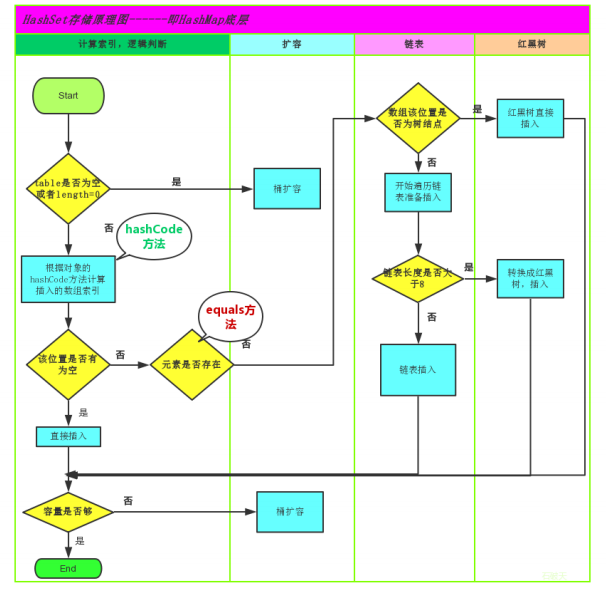 HashSet存储原理图------即HashMap底层
计算索引，逻辑判断
扩容
链表
红黑树
Start
table是否为空
或者length=0
是
桶扩容
否
hashCode
方法
根据对象的
hashCode方法计算
插入的数组索引
equals方
法
该位置是否有
为空
否
元素是否存在
否
是
直接插入
数组该位置是
否为树结点
是
红黑树直接
插入
否
开始遍历链
表准备插入
链表长度是否大
于8
是
转换成红黑
树，插入
否
链表插入
容量是否够
否
桶扩容
是
End